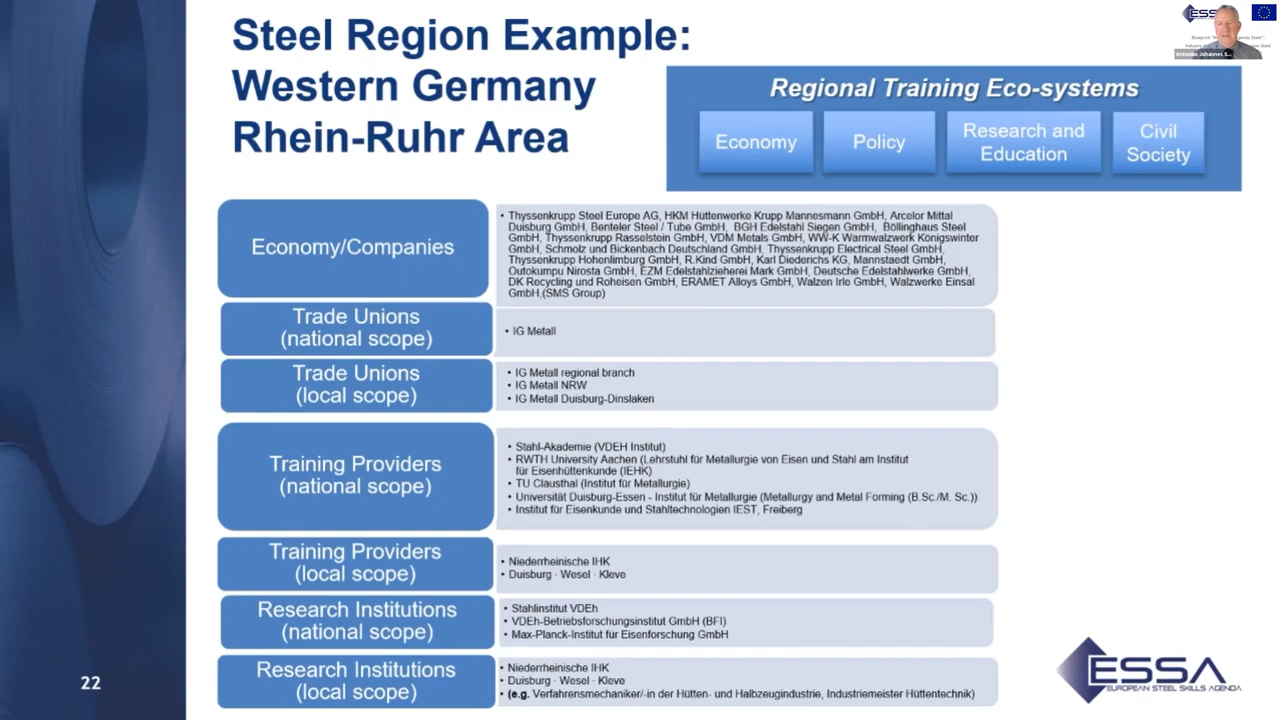 Steel Region Example:
Western Germany
Rhein-Ruhr Area
ESS
Antonius Johannes S...
Regional Training Eco-systems
Economy
Policy
Research and
Education
Civil
Society
Economy/Companies
• Thyssenkrupp Steel Europe AG, HKM Hüttenwerke Krupp Mannesmann GmbH, Arcelor Mittal
Duisburg GmbH, Benteler Steel / Tube GmbH, BGH Edelstahl Siegen GmbH, Böllinghaus Steel
GmbH, Thyssenkrupp Rasselstein GmbH, VDM Metals GmbH, WW-K Warmwalzwerk Königswinter
GmbH, Schmolz und Bickenbach Deutschland GmbH, Thyssenkrupp Electrical Steel GmbH,
Thyssenkrupp Hohenlimburg GmbH, R.Kind GmbH, Karl Diederichs KG, Mannstaedt GmbH,
Outokumpu Nirosta GmbH, EZM Edelstahlzieherei Mark GmbH, Deutsche Edelstahlwerke GmbH,
DK Recycling und Roheisen GmbH, ERAMET Alloys GmbH, Walzen Irle GmbH, Walzwerke Einsal
GmbH,(SMS Group)
Trade Unions
(national scope)
• IG Metall
Trade Unions
(local scope)
• IG Metall regional branch
• IG Metall NRW
• IG Metall Duisburg-Dinslaken
Training Providers
(national scope)
• Stahl-Akademie (VDEH Institut)
• RWTH University Aachen (Lehrstuhl für Metallurgie von Eisen und Stahl am Institut
für Eisenhüttenkunde (IEHK)
• TU Clausthal (Institut für Metallurgie)
• Universität Duisburg-Essen - Institut für Metallurgie (Metallurgy and Metal Forming (B.Sc./M. Sc.))
• Institut für Eisenkunde und Stahltechnologien IEST, Freiberg
Training Providers
(local scope)
• Niederrheinische IHK
• Duisburg · Wesel · Kleve
Research Institutions
(national scope)
• Stahlinstitut VDEh
• VDEh-Betriebsforschungsinstitut GmbH (BFI)
• Max-Planck-Institut für Eisenforschung GmbH
Research Institutions
(local scope)
• Niederrheinische IHK
• Duisburg · Wesel · Kleve
• (e.g. Verfahrensmechaniker/-in der Hütten- und Halbzeugindustrie, Industriemeister Hüttentechnik)
22
ESSA
EUROPEAN STEEL SKILLS AGENDA